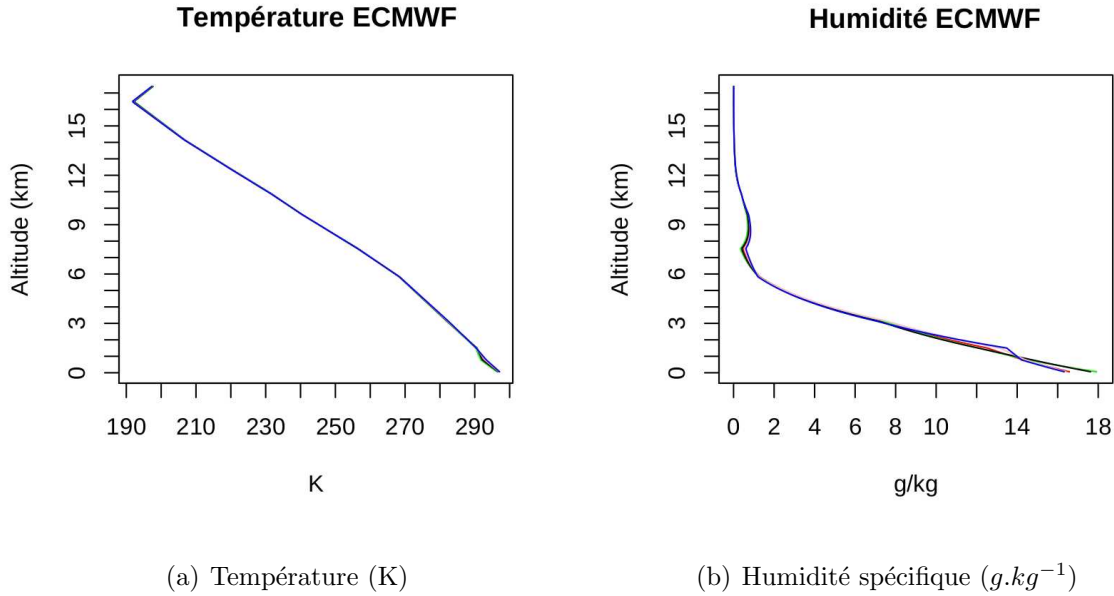 Température ECMWF
Altitude (km)
0 3 6 9 12 15
190 210 230 250 270 290
K
(a) Température (K)
Humidité ECMWF
Altitude (km)
0 3 6 9 12 15
0 2 4 6 8 10 14 18
g/kg
(b) Humidité spécifique (g.kg⁻¹)